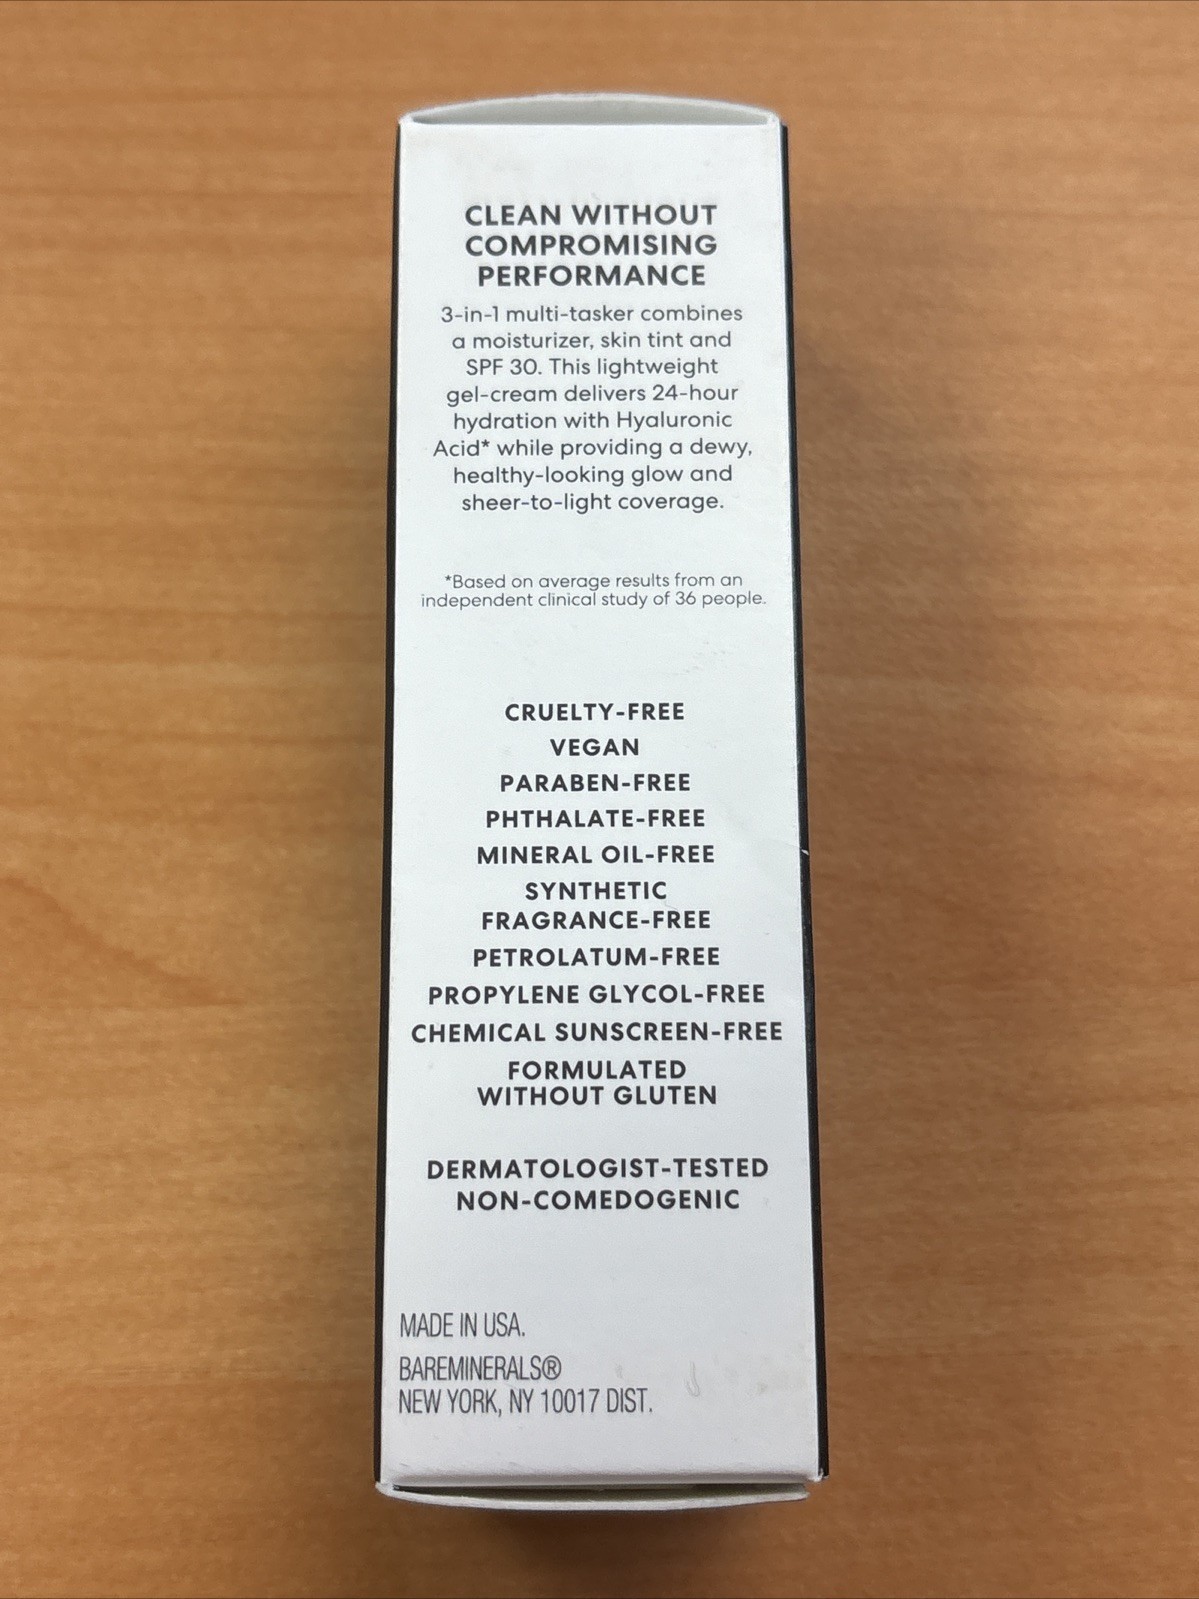 CLEAN WITHOUT
COMPROMISING
PERFORMANCE
3-in-1 multi-tasker combines
a moisturizer, skin tint and
SPF 30. This lightweight
gel-cream delivers 24-hour
hydration with Hyaluronic
Acid* while providing a dewy,
healthy-looking glow and
sheer-to-light coverage.
*Based on average results from an
independent clinical study of 36 people.
CRUELTY-FREE
VEGAN
PARABEN-FREE
PHTHALATE-FREE
MINERAL OIL-FREE
SYNTHETIC
FRAGRANCE-FREE
PETROLATUM-FREE
PROPYLENE GLYCOL-FREE
CHEMICAL SUNSCREEN-FREE
FORMULATED
WITHOUT GLUTEN
DERMATOLOGIST-TESTED
NON-COMEDOGENIC
MADE IN USA.
BAREMINERALS®
NEW YORK, NY 10017 DIST.